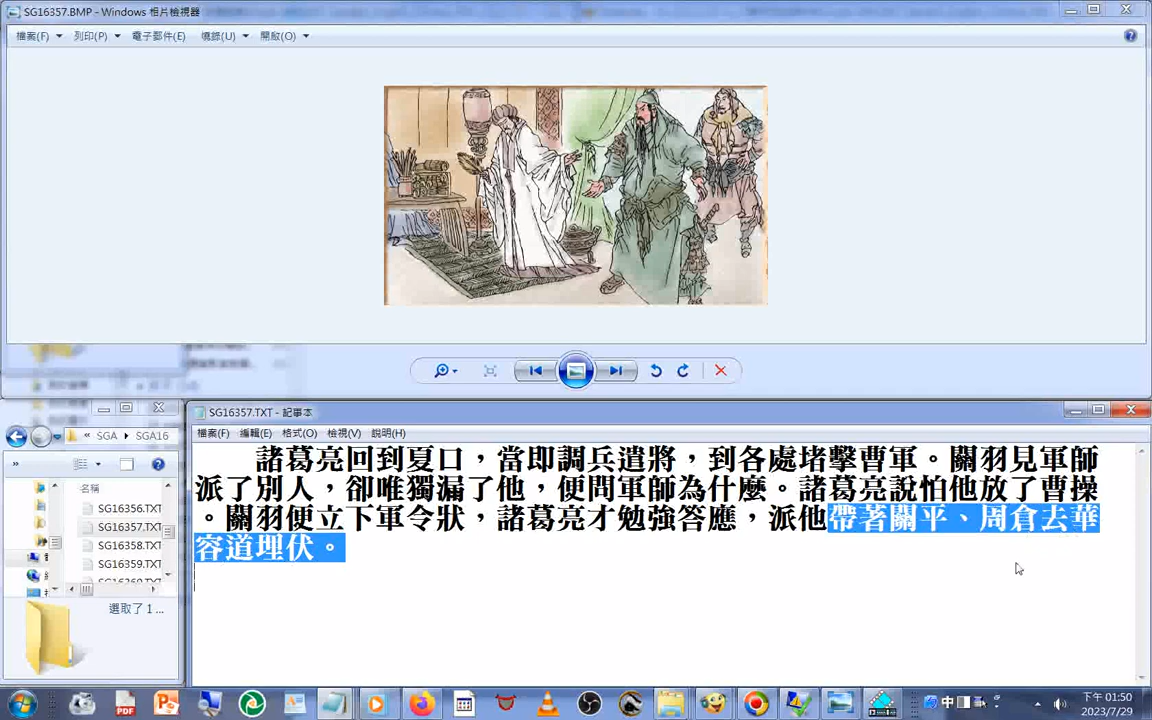 SG16357.BMP - Windows 相片檢視器
檔案(F) 列印(P) 電子郵件(E) 燒錄(U) 開啟(O)
SG16357.TXT - 記事本
檔案(F) 編輯(E) 格式(O) 檢視(V) 說明(H)
諸葛亮回到夏口，當即調兵遣將，到各處堵擊曹軍。關羽見軍師
派了別人，卻唯獨漏了他，便問軍師為什麼。諸葛亮說怕他放了曹操
。關羽便立下軍令狀，諸葛亮才勉強答應，派他帶著關平、周倉去華
容道埋伏。
« SGA ▸ SGA16
»
名稱
SG16356.TXT
SG16357.TXT
SG16358.TXT
SG16359.TXT
SG16360.TXT
選取了 1 ...
PDF
中
下午 01:50
2023/7/29